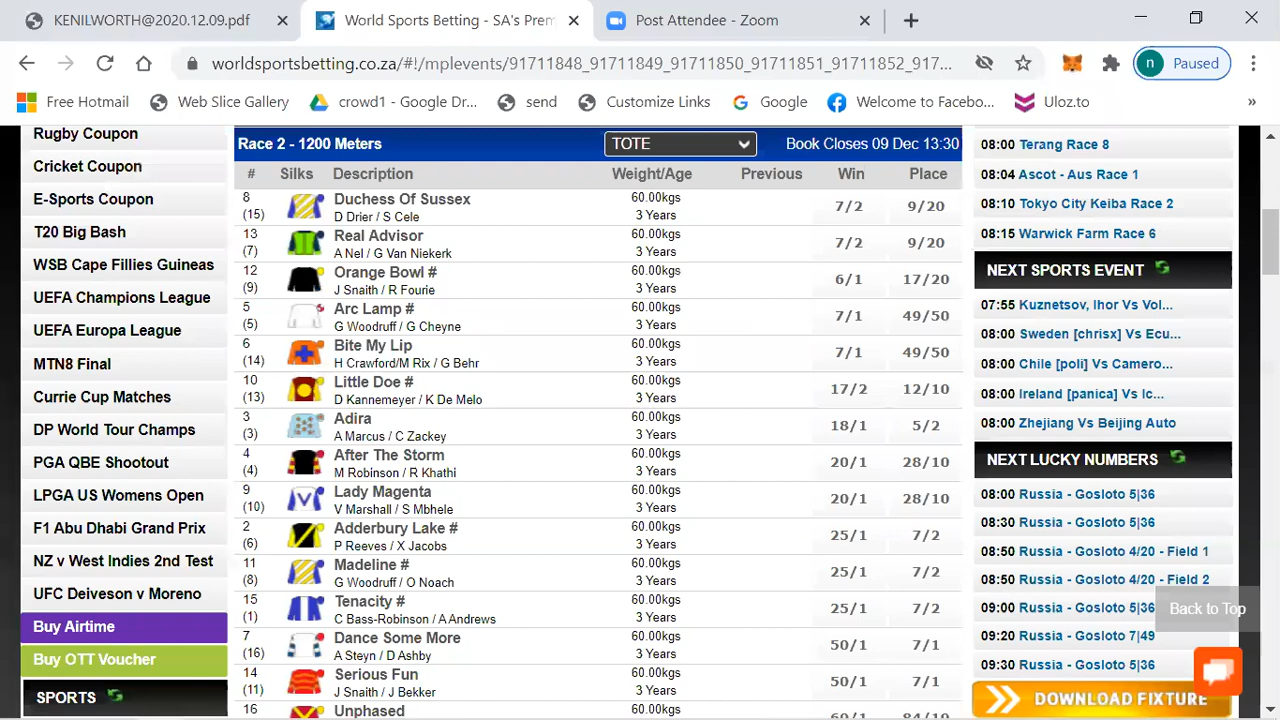 KENILWORTH@2020.12.09.pdf
World Sports Betting - SA's Prem
Post Attendee - Zoom
worldsportsbetting.co.za/#!/mplevents/91711848_91711849_91711850_91711851_91711852_917...
n Paused
Free Hotmail
Web Slice Gallery
crowd1 - Google Dr...
send
Customize Links
Google
Welcome to Facebo...
Uloz.to
»
Rugby Coupon
Cricket Coupon
E-Sports Coupon
T20 Big Bash
WSB Cape Fillies Guineas
UEFA Champions League
UEFA Europa League
MTN8 Final
Currie Cup Matches
DP World Tour Champs
PGA QBE Shootout
LPGA US Womens Open
F1 Abu Dhabi Grand Prix
NZ v West Indies 2nd Test
UFC Deiveson v Moreno
Buy Airtime
Buy OTT Voucher
SPORTS
Race 2 - 1200 Meters TOTE Book Closes 09 Dec 13:30
# Silks Description Weight/Age Previous Win Place
8 Duchess Of Sussex 60.00kgs 7/2 9/20
(15) D Drier / S Cele 3 Years
13 Real Advisor 60.00kgs 7/2 9/20
(7) A Nel / G Van Niekerk 3 Years
12 Orange Bowl # 60.00kgs 6/1 17/20
(9) J Snaith / R Fourie 3 Years
5 Arc Lamp # 60.00kgs 7/1 49/50
(5) G Woodruff / G Cheyne 3 Years
6 Bite My Lip 60.00kgs 7/1 49/50
(14) H Crawford/M Rix / G Behr 3 Years
10 Little Doe # 60.00kgs 17/2 12/10
(13) D Kannemeyer / K De Melo 3 Years
3 Adira 60.00kgs 18/1 5/2
(3) A Marcus / C Zackey 3 Years
4 After The Storm 60.00kgs 20/1 28/10
(4) M Robinson / R Khathi 3 Years
9 Lady Magenta 60.00kgs 20/1 28/10
(10) V Marshall / S Mbhele 3 Years
2 Adderbury Lake # 60.00kgs 25/1 7/2
(6) P Reeves / X Jacobs 3 Years
11 Madeline # 60.00kgs 25/1 7/2
(8) G Woodruff / O Noach 3 Years
15 Tenacity # 60.00kgs 25/1 7/2
(1) C Bass-Robinson / A Andrews 3 Years
7 Dance Some More 60.00kgs 50/1 7/1
(16) A Steyn / D Ashby 3 Years
14 Serious Fun 60.00kgs 50/1 7/1
(11) J Snaith / J Bekker 3 Years
16 Unphased 60.00kgs 60/1 84/10
08:00 Terang Race 8
08:04 Ascot - Aus Race 1
08:10 Tokyo City Keiba Race 2
08:15 Warwick Farm Race 6
NEXT SPORTS EVENT
07:55 Kuznetsov, Ihor Vs Vol...
08:00 Sweden [chrisx] Vs Ecu...
08:00 Chile [poli] Vs Camero...
08:00 Ireland [panica] Vs Ic...
08:00 Zhejiang Vs Beijing Auto
NEXT LUCKY NUMBERS
08:00 Russia - Gosloto 5|36
08:30 Russia - Gosloto 5|36
08:50 Russia - Gosloto 4/20 - Field 1
08:50 Russia - Gosloto 4/20 - Field 2
09:00 Russia - Gosloto 5|36
09:20 Russia - Gosloto 7|49
09:30 Russia - Gosloto 5|36
Back to Top
DOWNLOAD FIXTURE